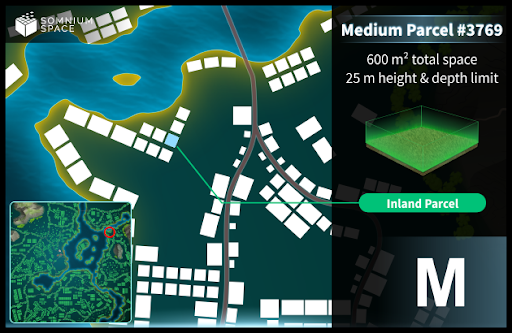 SOMNIUM
SPACE
Medium Parcel #3769
600 m² total space
25 m height & depth limit
Inland Parcel
M